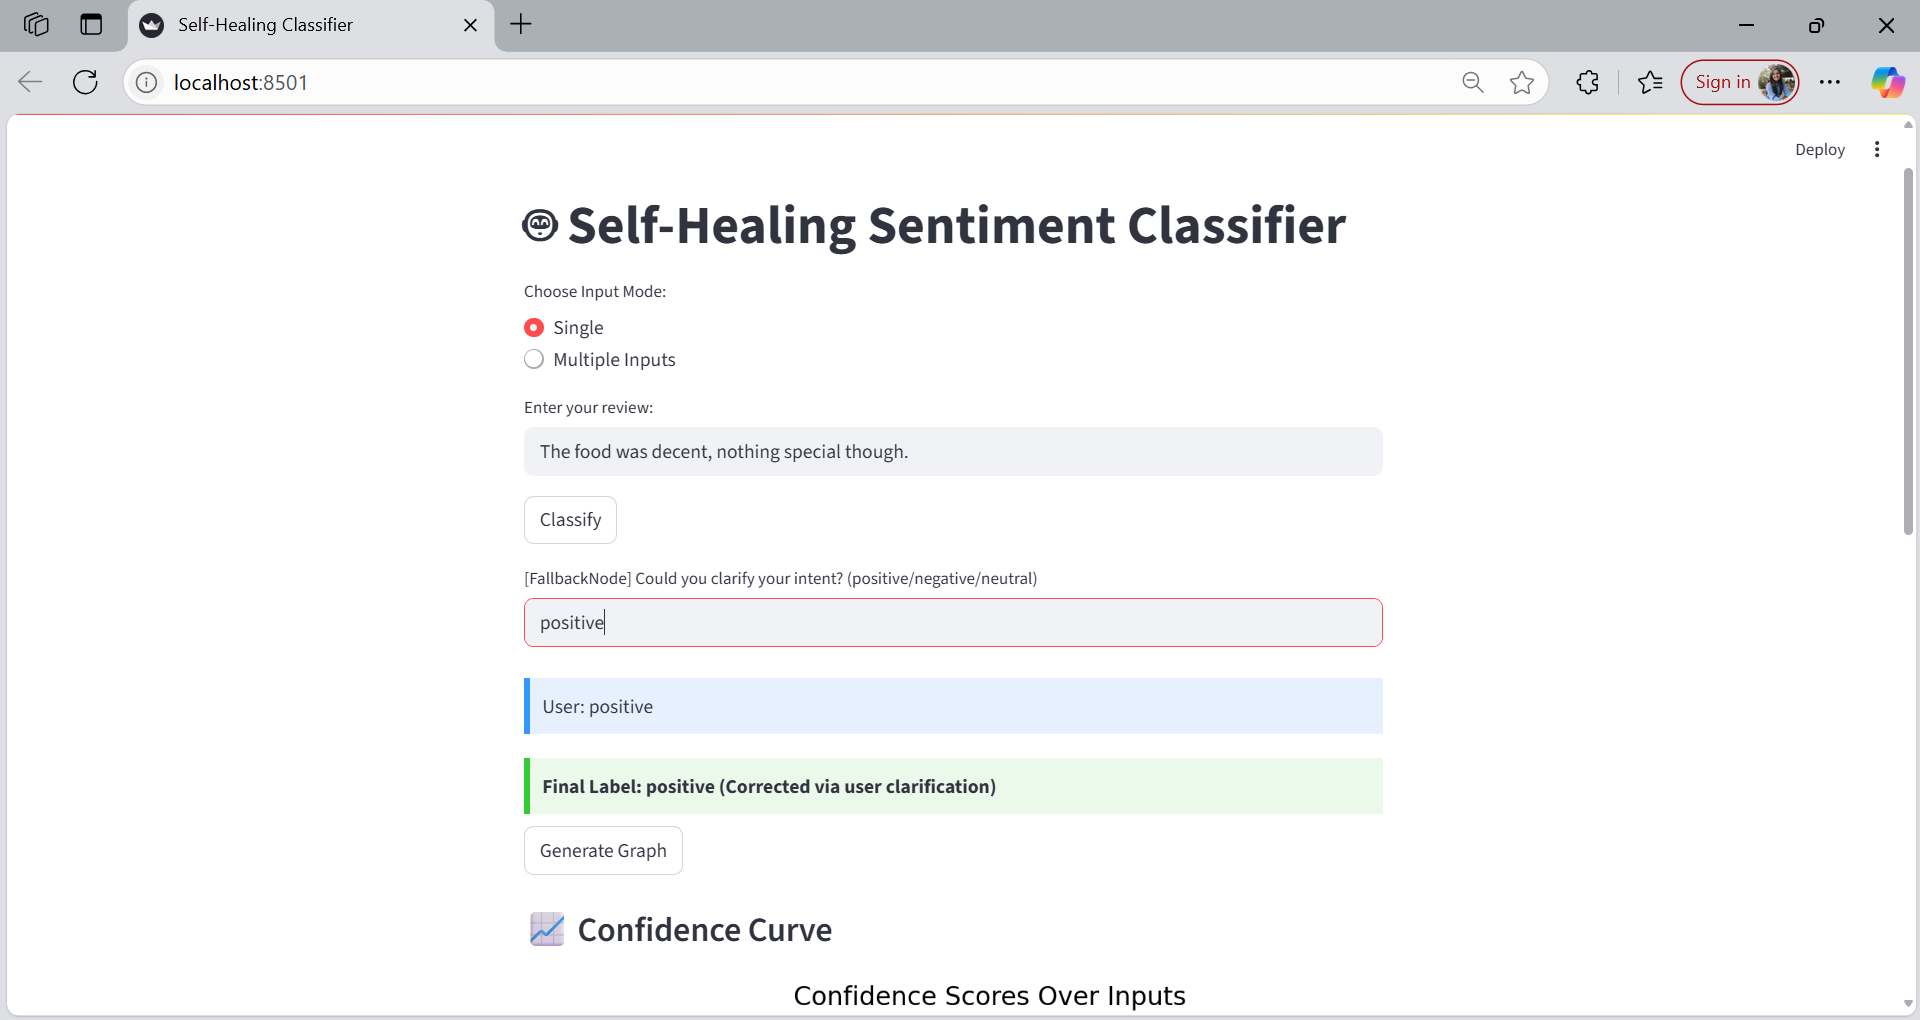 Self-Healing Classifier
localhost:8501
Sign in
Deploy
Self-Healing Sentiment Classifier
Choose Input Mode:
Single
Multiple Inputs
Enter your review:
The food was decent, nothing special though.
Classify
[FallbackNode] Could you clarify your intent? (positive/negative/neutral)
positive
User: positive
Final Label: positive (Corrected via user clarification)
Generate Graph
Confidence Curve
Confidence Scores Over Inputs